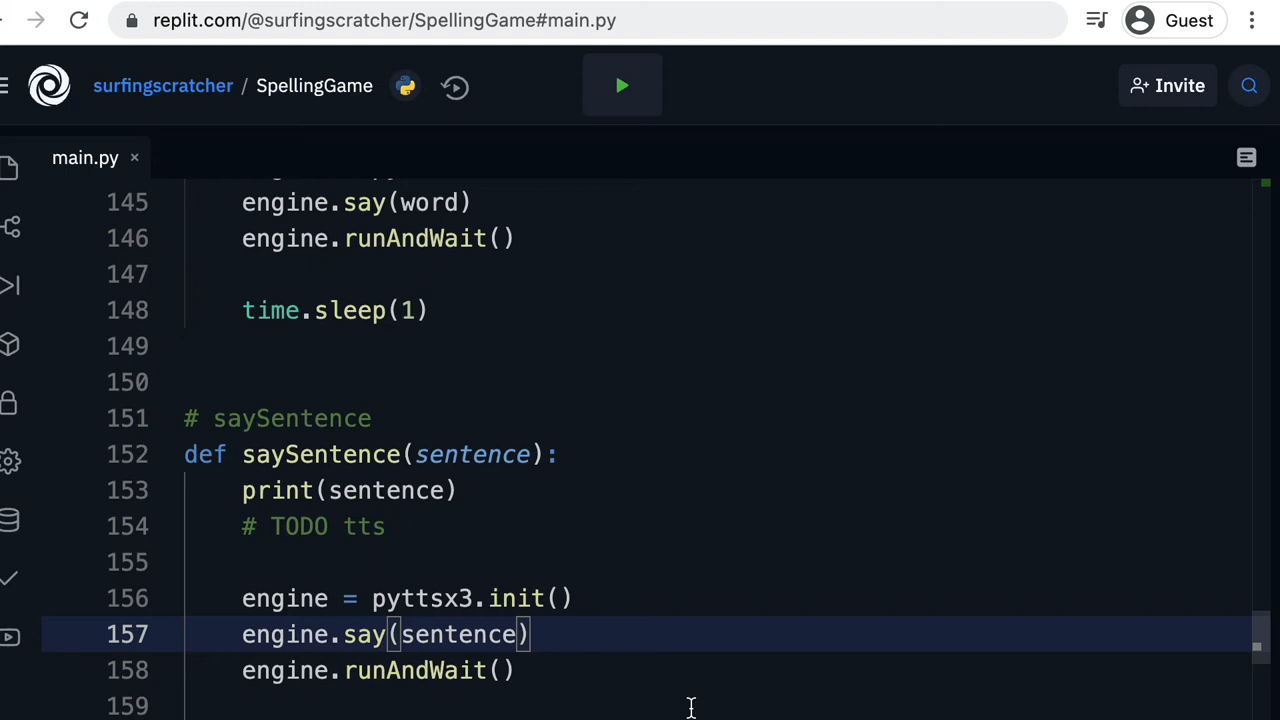 replit.com/@surfingscratcher/SpellingGame#main.py
Guest
surfingscratcher / SpellingGame
Invite
main.py ×
145 engine.say(word)
146 engine.runAndWait()
147
148 time.sleep(1)
149
150
151 # saySentence
152 def saySentence(sentence):
153 print(sentence)
154 # TODO tts
155
156 engine = pyttsx3.init()
157 engine.say(sentence)
158 engine.runAndWait()
159